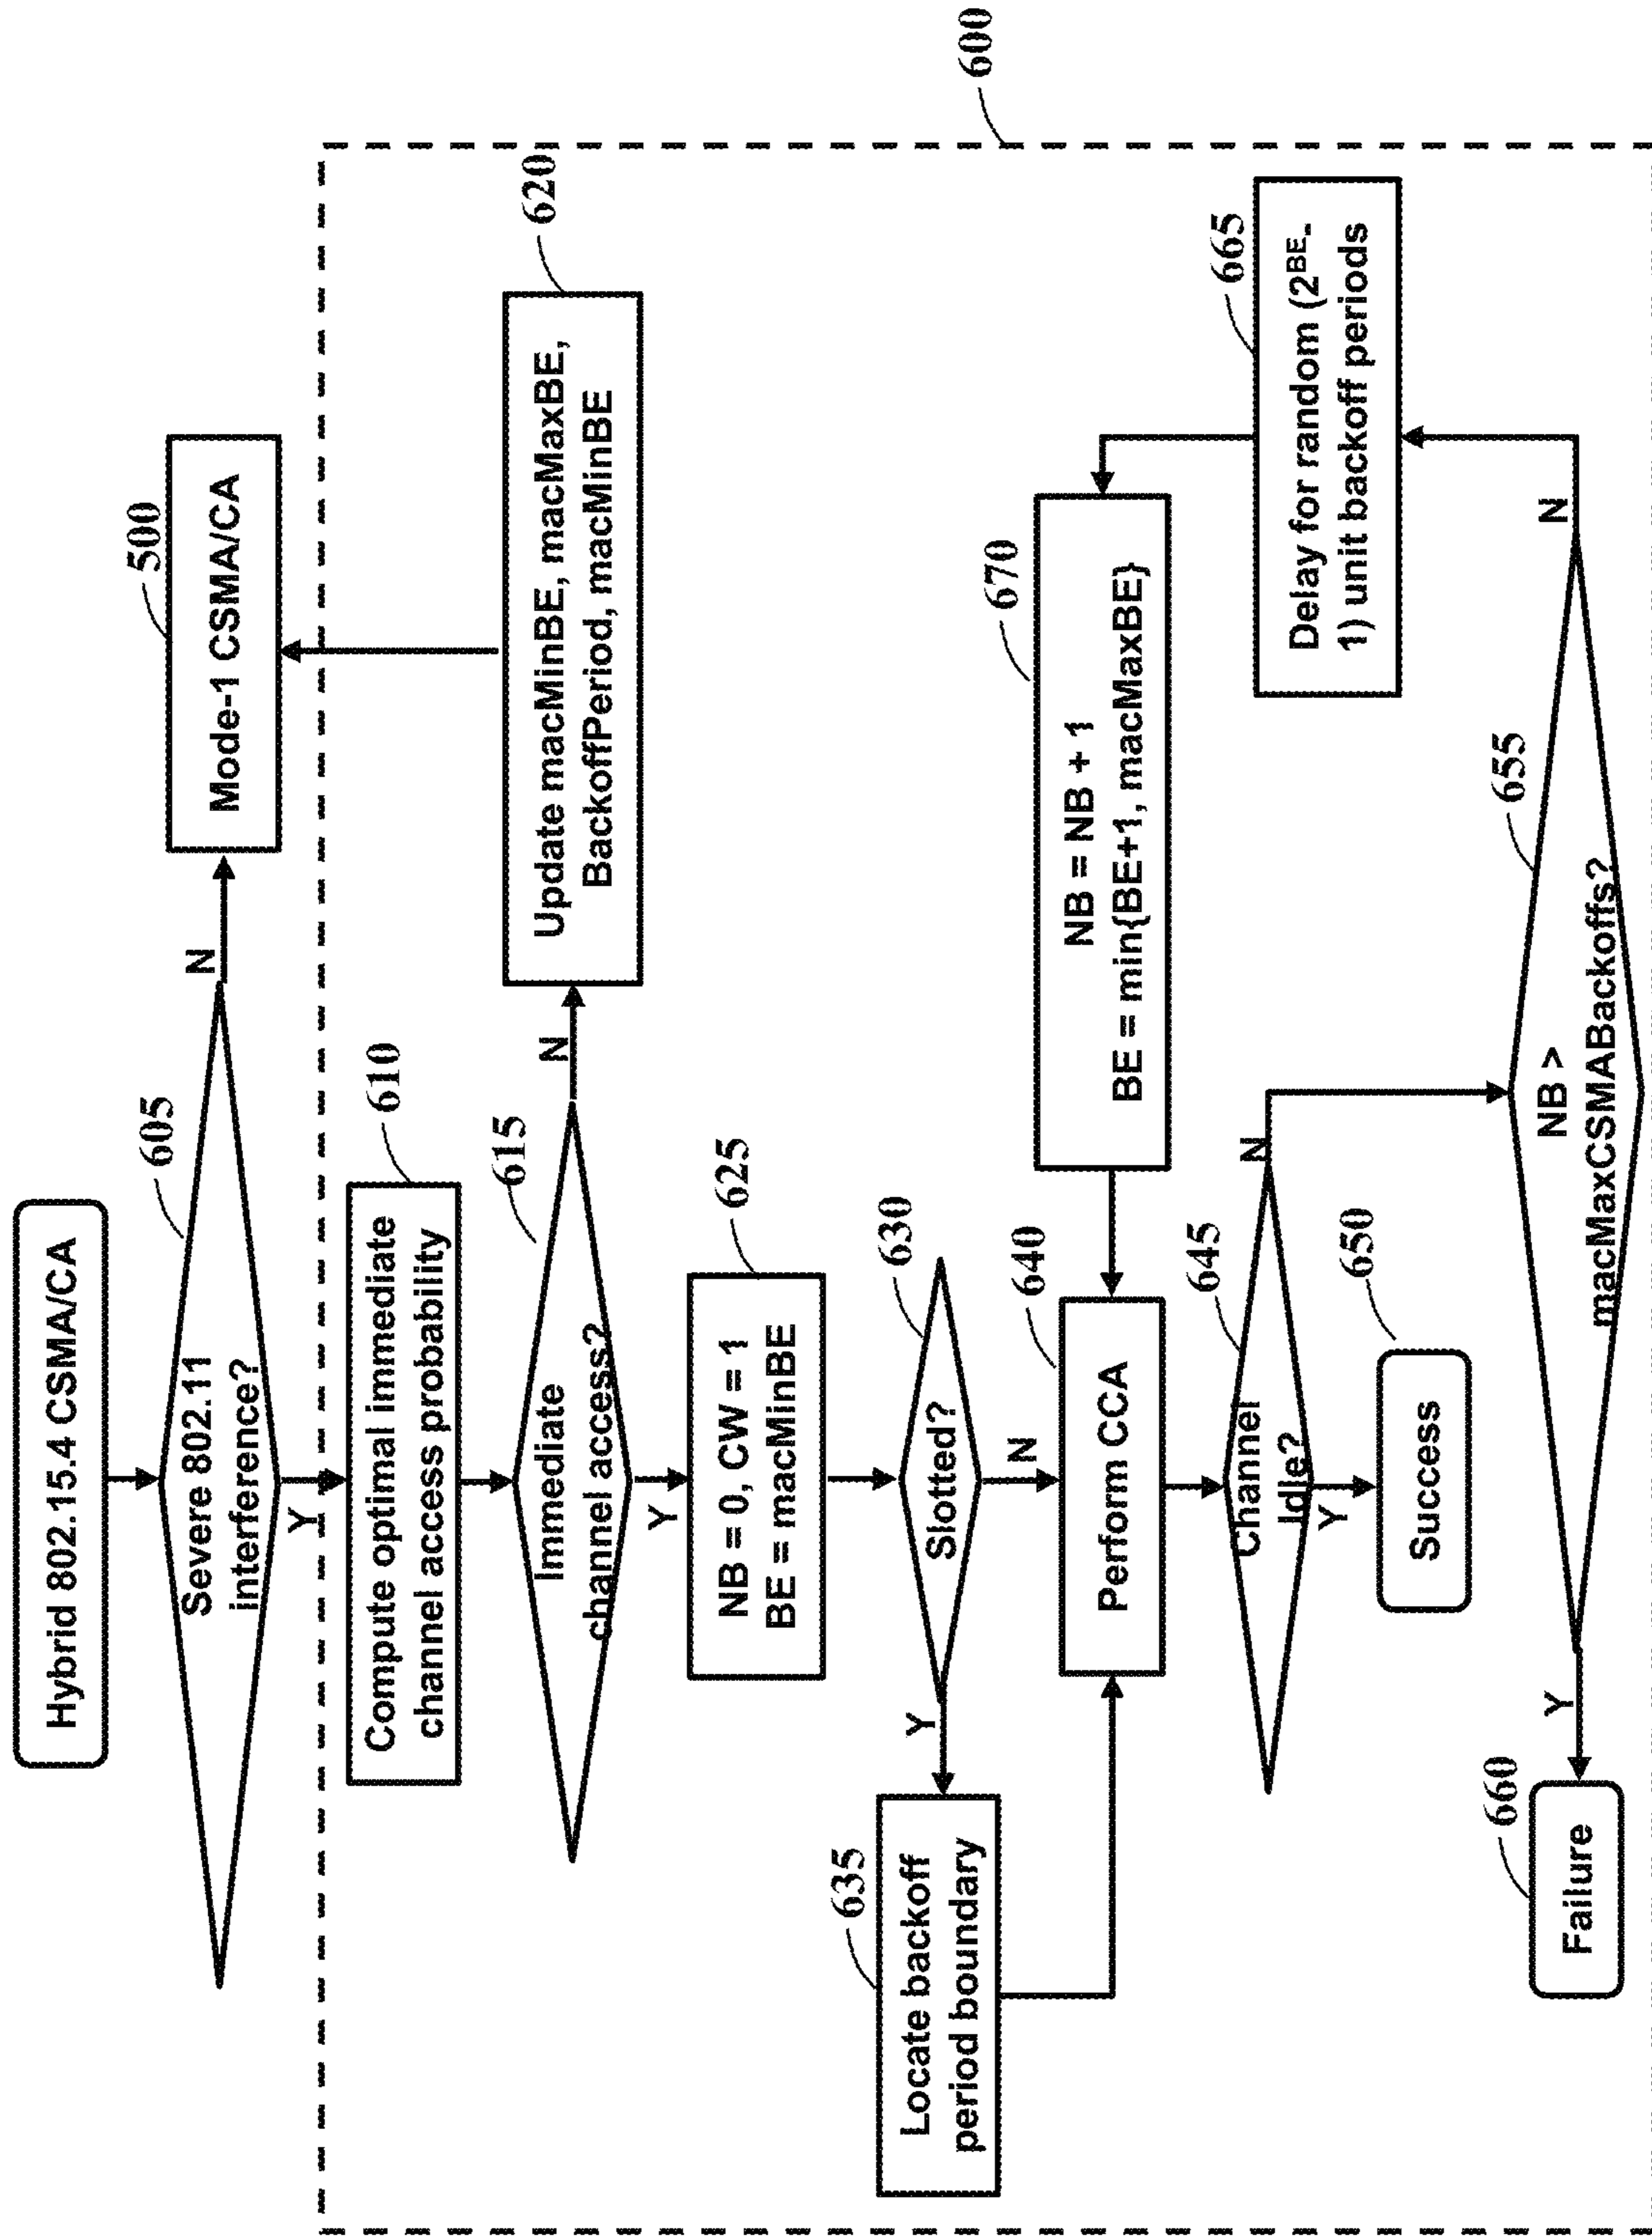 Hybrid 802.15.4 CSMA/CA
605
Severe 802.11
interference?
N
Y
500
Mode-1 CSMA/CA
600
610
Compute optimal immediate
channel access probability
615
Immediate
channel access?
N
Y
620
Update macMinBE, macMaxBE,
BackoffPeriod, macMinBE
625
NB = 0, CW = 1
BE = macMinBE
630
Slotted?
Y
N
635
Locate backoff
period boundary
640
Perform CCA
670
NB = NB + 1
BE = min{BE+1, macMaxBE}
645
Channel
Idle?
N
Y
650
Success
665
Delay for random (2^BE-
1) unit backoff periods
655
NB >
macMaxCSMABackoffs?
N
Y
660
Failure